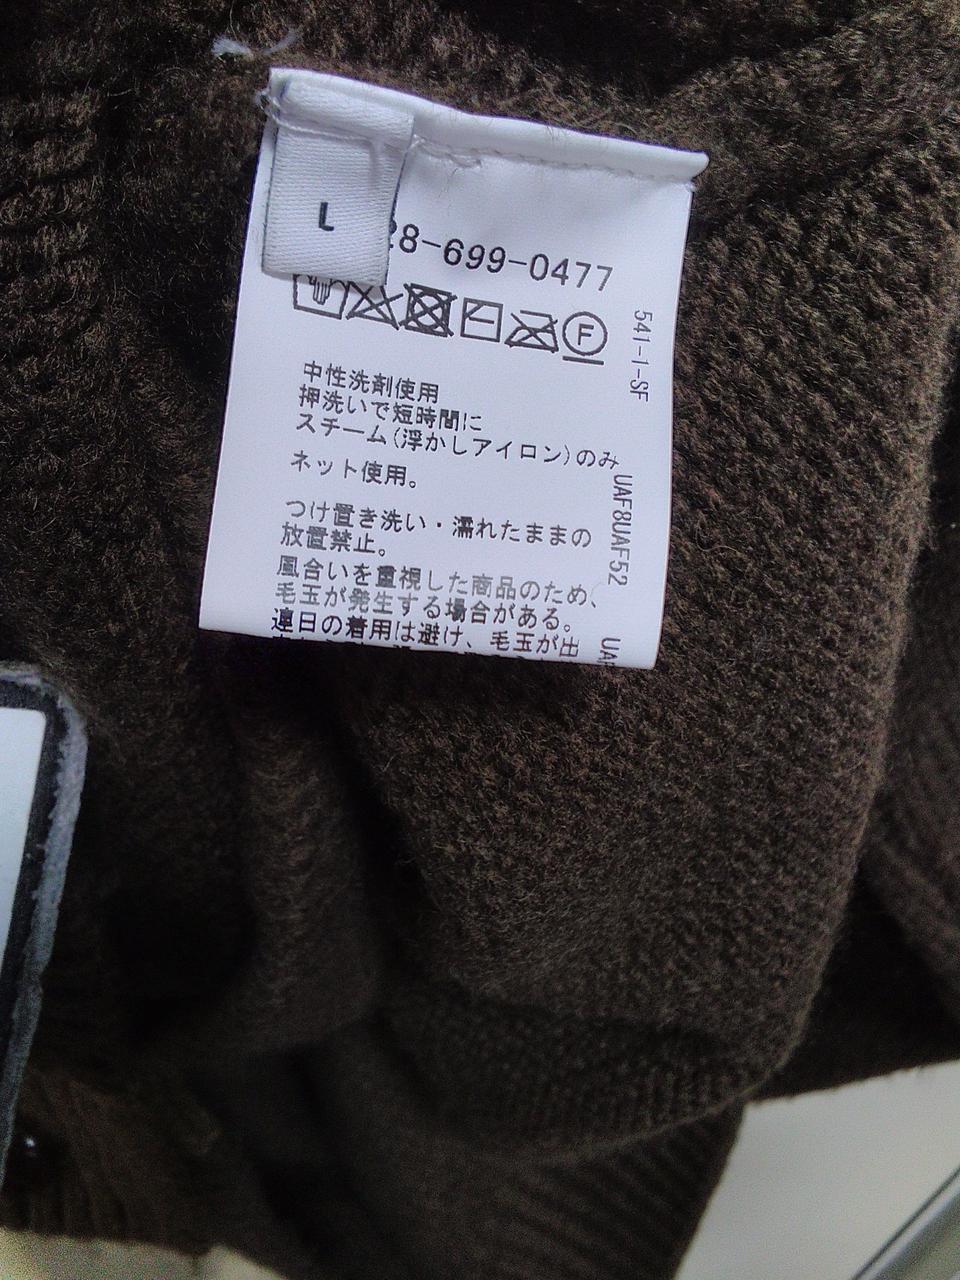 L
28-699-0477
F
541-1-SF
中性洗剤使用
押洗いで短時間に
スチーム(浮かしアイロン)のみ
ネット使用。
UAF8UAF52
つけ置き洗い・濡れたままの
放置禁止。
風合いを重視した商品のため、
毛玉が発生する場合がある。
連日の着用は避け、毛玉が出